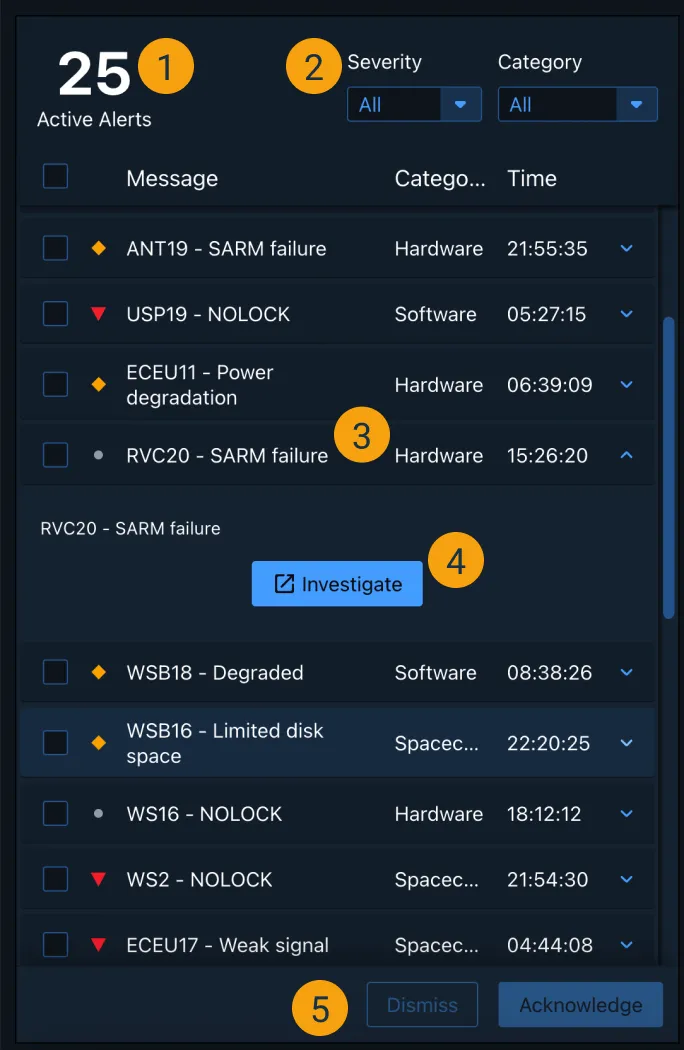 25
1
2
Severity
Category
All
All
Active Alerts
Message
Catego...
Time
ANT19 - SARM failure
Hardware
21:55:35
USP19 - NOLOCK
Software
05:27:15
ECEU11 - Power
degradation
Hardware
06:39:09
3
RVC20 - SARM failure
Hardware
15:26:20
RVC20 - SARM failure
4
Investigate
WSB18 - Degraded
Software
08:38:26
WSB16 - Limited disk
space
Spacec...
22:20:25
WS16 - NOLOCK
Hardware
18:12:12
WS2 - NOLOCK
Spacec...
21:54:30
ECEU17 - Weak signal
Spacec...
04:44:08
5
Dismiss
Acknowledge